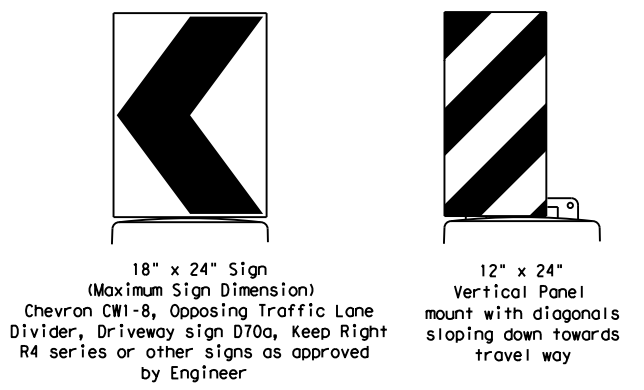 18" x 24" Sign
(Maximum Sign Dimension)
Chevron CW1-8, Opposing Traffic Lane
Divider, Driveway sign D70a, Keep Right
R4 series or other signs as approved
by Engineer
12" x 24"
Vertical Panel
mount with diagonals
sloping down towards
travel way